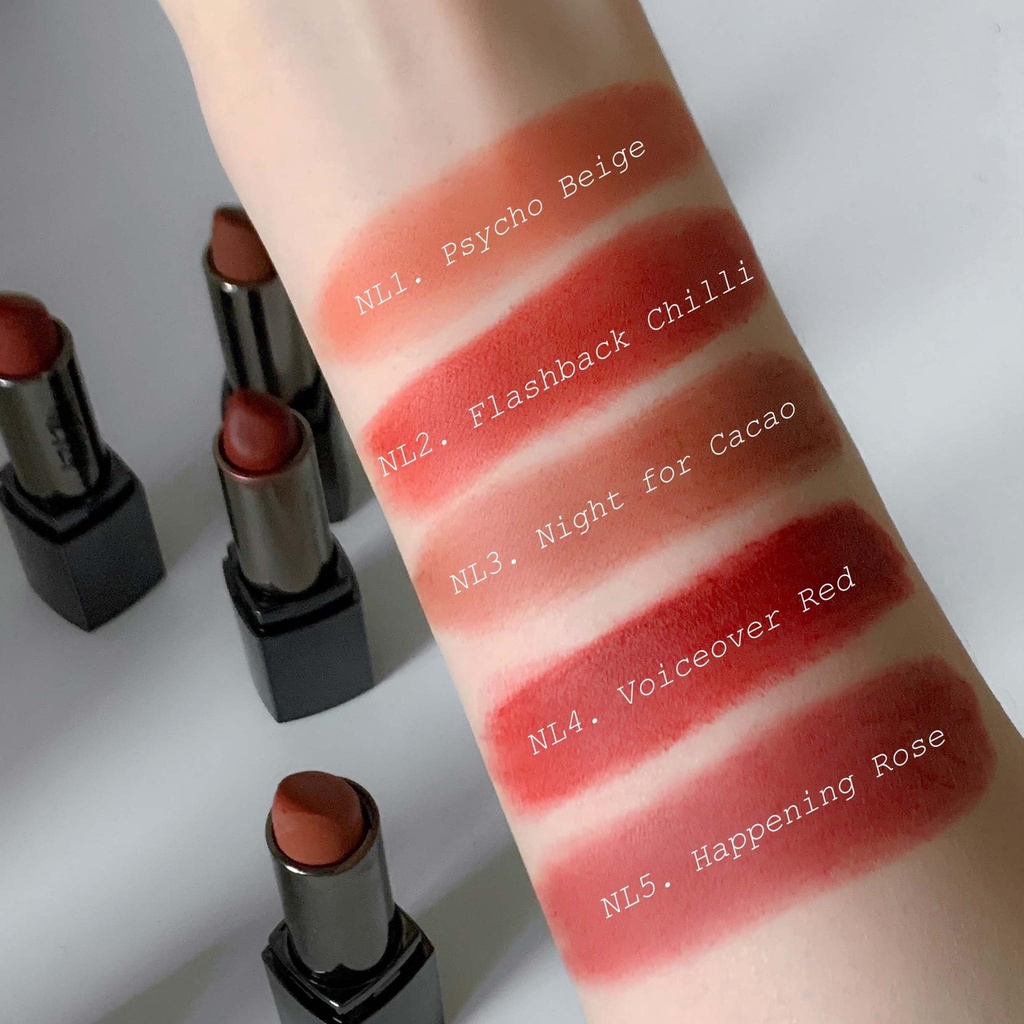 NL1. Psycho Beige
NL2. Flashback Chilli
NL3. Night for Cacao
NL4. Voiceover Red
NL5. Happening Rose